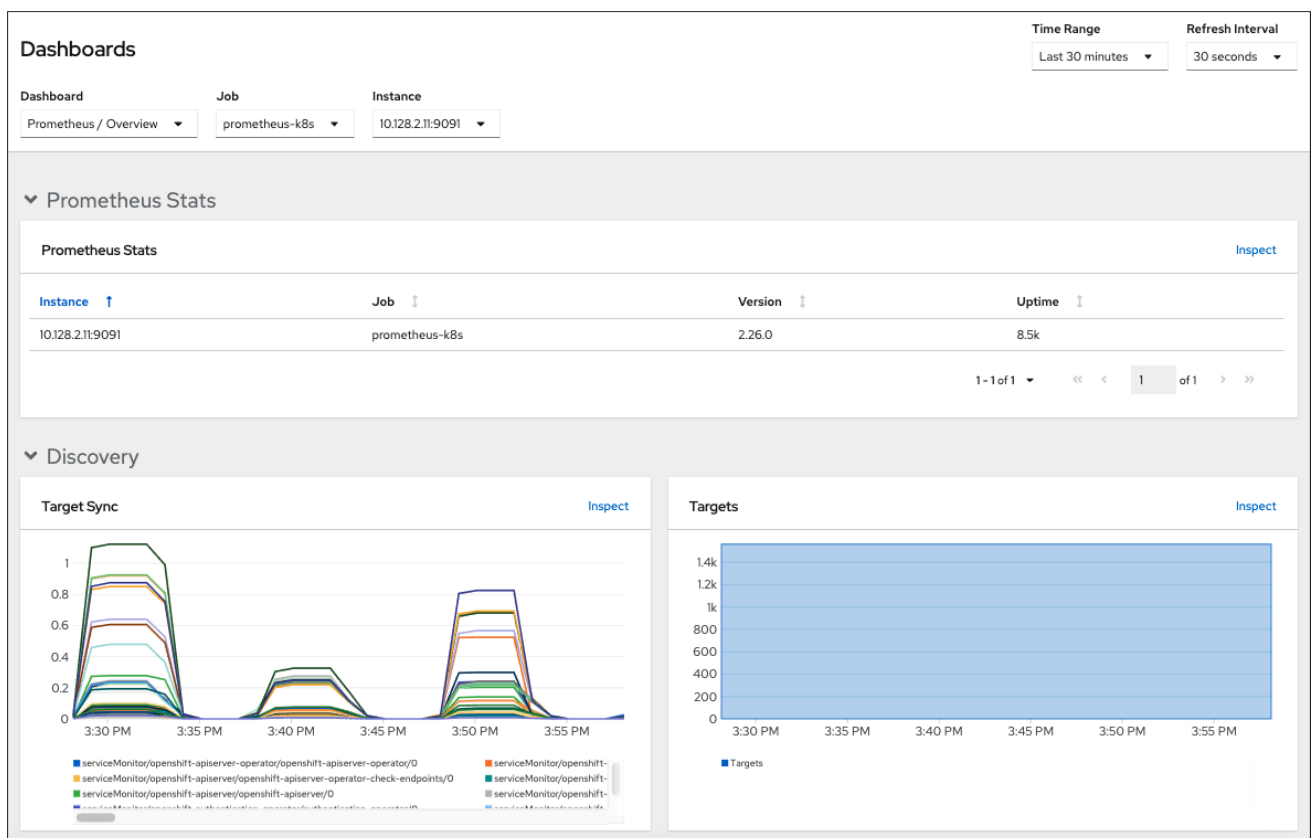 Dashboards
Time Range
Refresh Interval
Last 30 minutes
30 seconds
Dashboard
Job
Instance
Prometheus / Overview
prometheus-k8s
10.128.2.11:9091
Prometheus Stats
Prometheus Stats
Inspect
Instance
Job
Version
Uptime
10.128.2.11:9091
prometheus-k8s
2.26.0
8.5k
1 - 1 of 1
1
of 1
Discovery
Target Sync
Inspect
1
0.8
0.6
0.4
0.2
0
3:30 PM
3:35 PM
3:40 PM
3:45 PM
3:50 PM
3:55 PM
serviceMonitor/openshift-apiserver-operator/openshift-apiserver-operator/0
serviceMonitor/openshift-
serviceMonitor/openshift-apiserver/openshift-apiserver-operator-check-endpoints/0
serviceMonitor/openshift-
serviceMonitor/openshift-apiserver/openshift-apiserver/0
serviceMonitor/openshift-
Targets
Inspect
1.4k
1.2k
1k
800
600
400
200
0
3:30 PM
3:35 PM
3:40 PM
3:45 PM
3:50 PM
3:55 PM
Targets